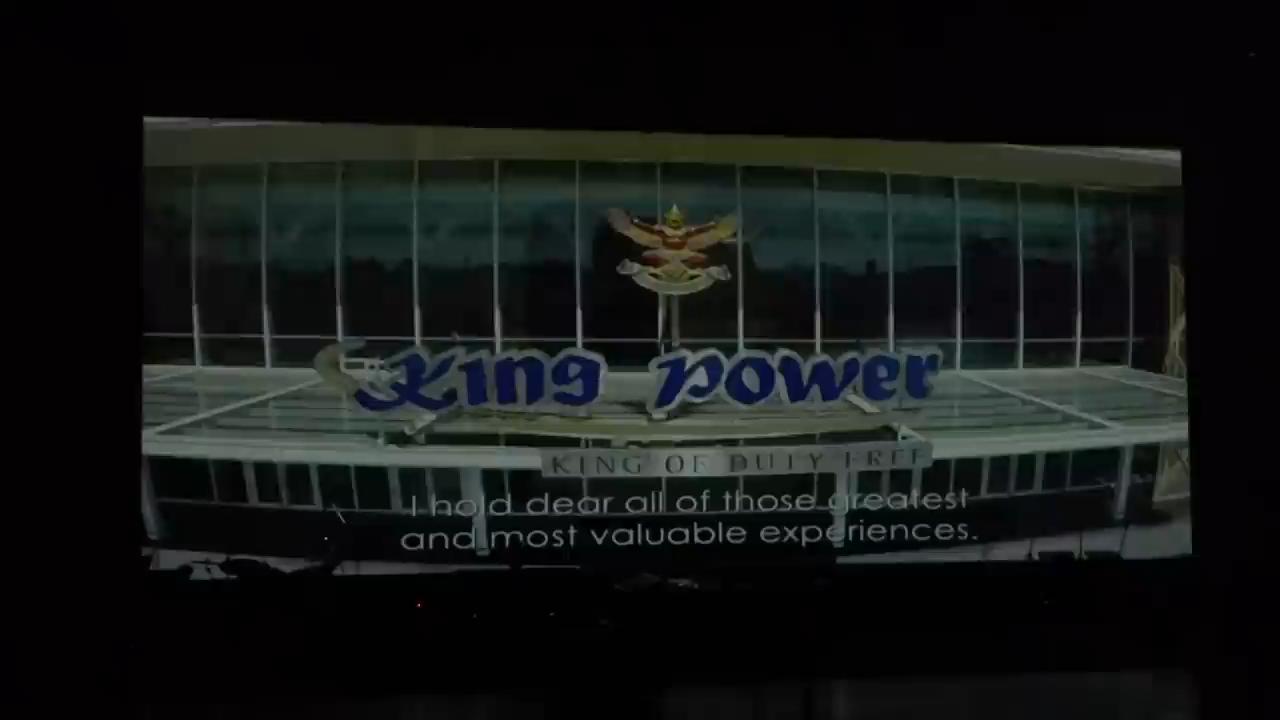 King Power
KING OF DUTY FREE
I hold dear all of those greatest
and most valuable experiences.